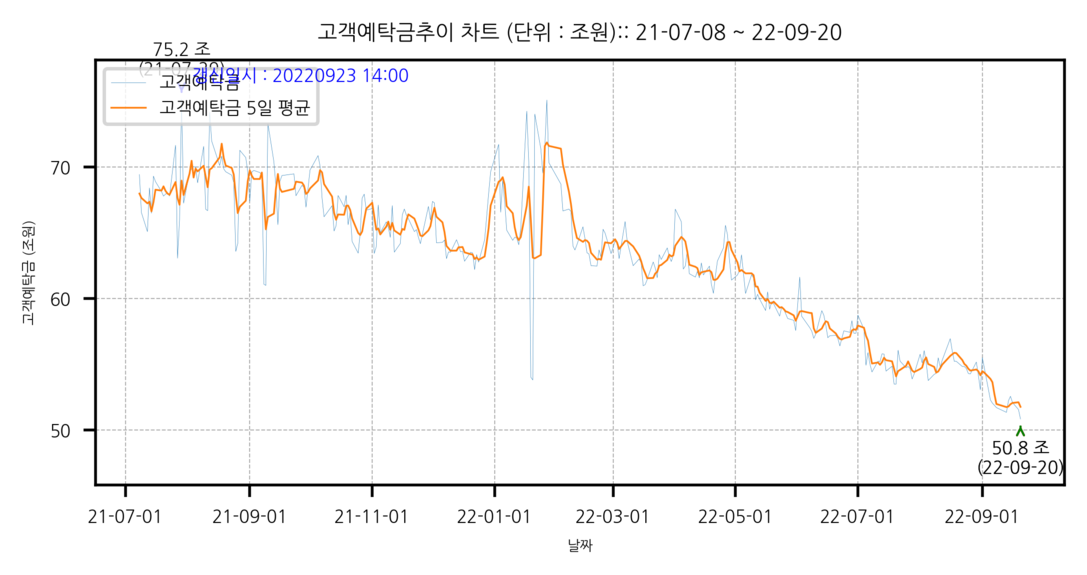 고객예탁금추이 차트 (단위 : 조원):: 21-07-08 ~ 22-09-20
75.2 조
갱신일시 : 20220923 14:00
고객예탁금
고객예탁금 5일 평균
고객예탁금 (조원)
70
60
50
50.8 조
(22-09-20)
21-07-01
21-09-01
21-11-01
22-01-01
22-03-01
22-05-01
22-07-01
22-09-01
날짜